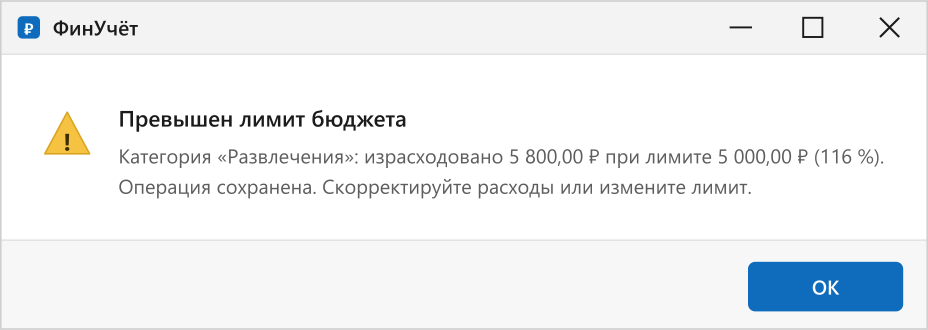 ₽ ФинУчёт
Превышен лимит бюджета
Категория «Развлечения»: израсходовано 5 800,00 ₽ при лимите 5 000,00 ₽ (116 %).
Операция сохранена. Скорректируйте расходы или измените лимит.
ОК